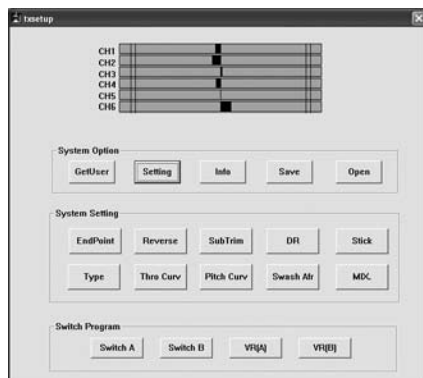 txsetup
CH1
CH2
CH3
CH4
CH5
CH6
System Option
GetUser Setting Info Save Open
System Setting
EndPoint Reverse SubTrim DR Stick
Type Thro Curv Pitch Curv Swash Afr MIX.
Switch Program
Switch A Switch B VR(A) VR(B)